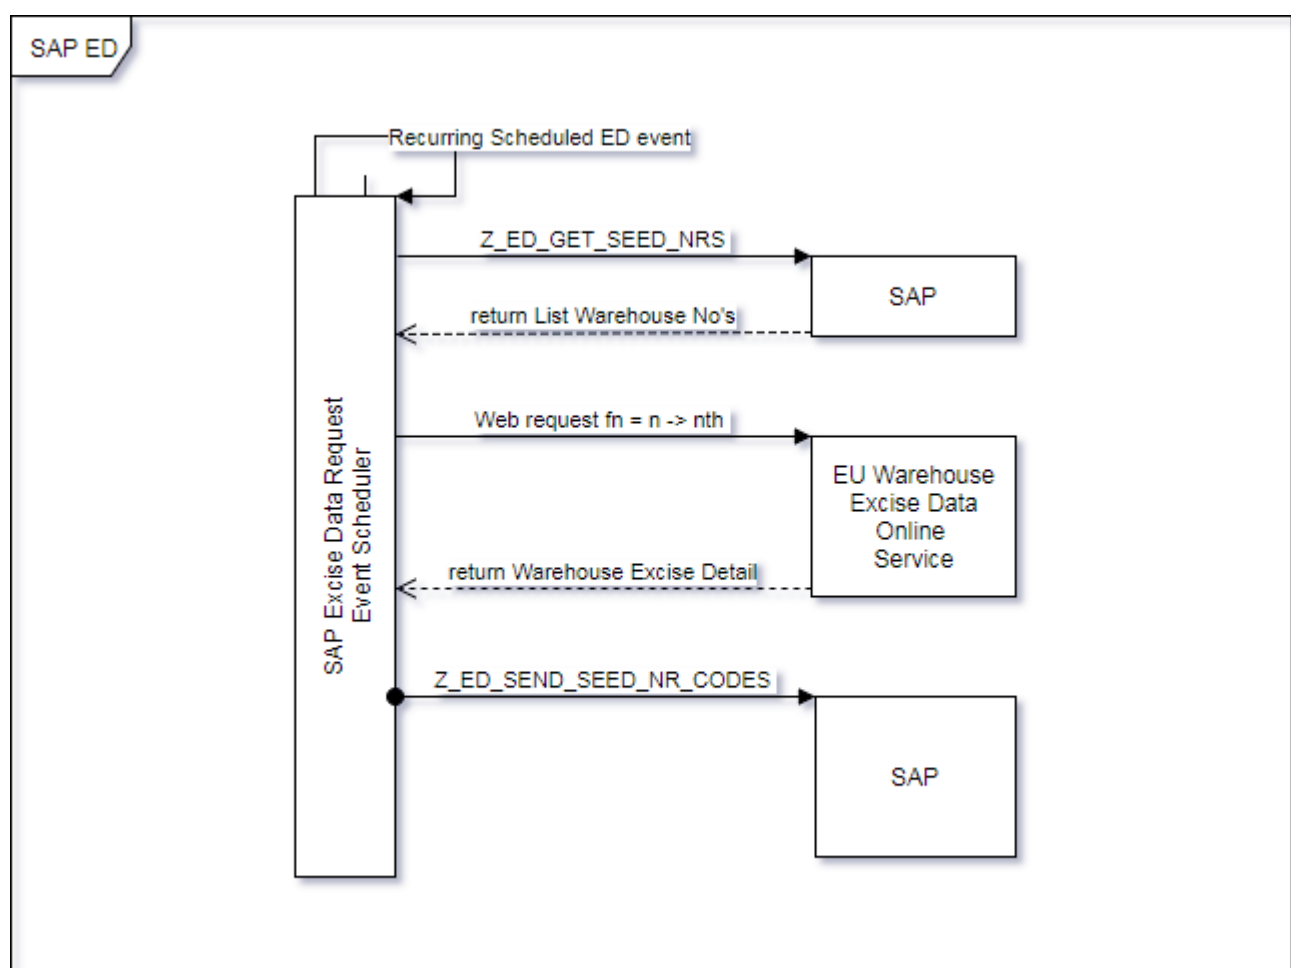 SAP ED
Recurring Scheduled ED event
Z_ED_GET_SEED_NRS
SAP
return List Warehouse No's
SAP Excise Data Request
Event Scheduler
Web request fn = n -> nth
EU Warehouse
Excise Data
Online
Service
return Warehouse Excise Detail
Z_ED_SEND_SEED_NR_CODES
SAP